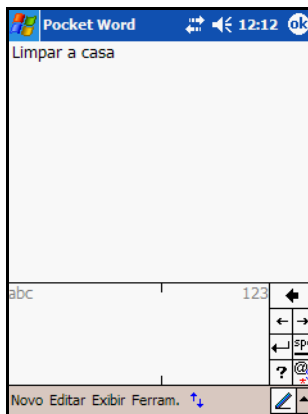 Pocket Word 12:12 ok
Limpar a casa
abc 123
spc
? @
*
Novo Editar Exibir Ferram.